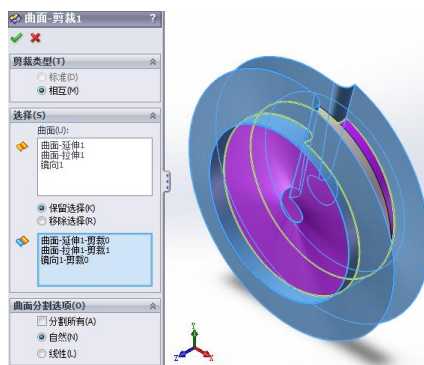 曲面-剪裁1 ?
剪裁类型(T)
标准(D)
相互(M)
选择(S)
曲面(U):
曲面-延伸1
曲面-拉伸1
镜向1
保留选择(K)
移除选择(R)
曲面-延伸1-剪裁0
曲面-拉伸1-剪裁1
镜向1-剪裁0
曲面分割选项(O)
分割所有(A)
自然(N)
线性(L)
Y
Z
X